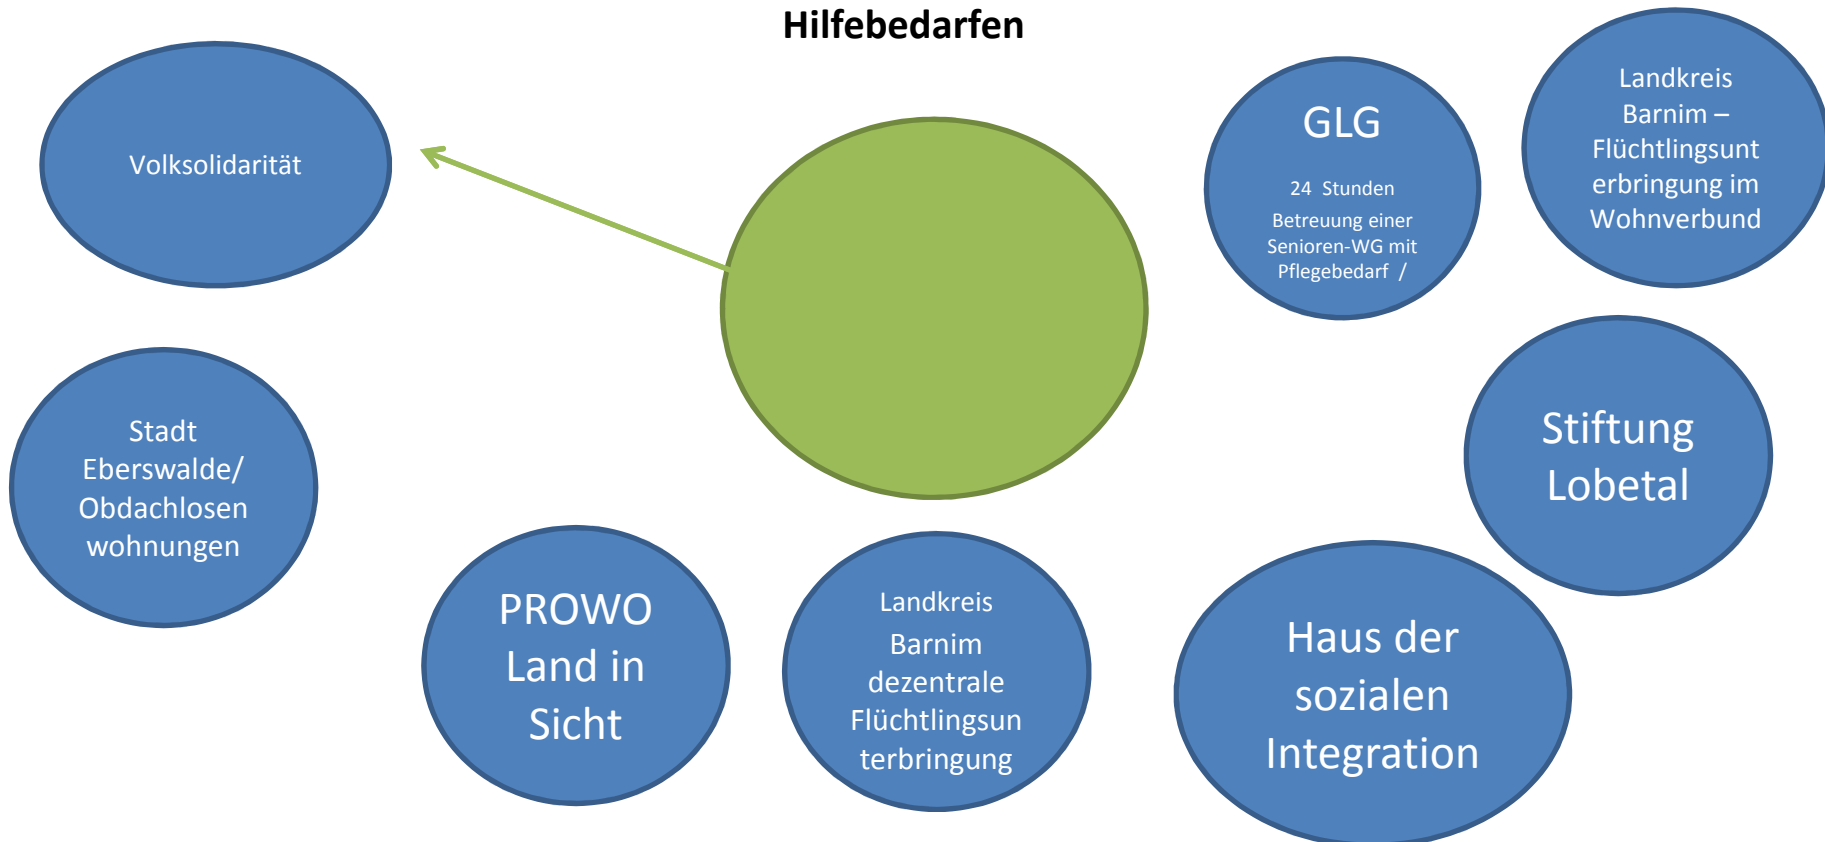 Hilfebedarfen
Volksolidarität
GLG
24 Stunden
Betreuung einer
Senioren-WG mit
Pflegebedarf /
Landkreis
Barnim –
Flüchtlingsunt
erbringung im
Wohnverbund
Stadt
Eberswalde/
Obdachlosen
wohnungen
Stiftung
Lobetal
PROWO
Land in
Sicht
Landkreis
Barnim
dezentrale
Flüchtlingsun
terbringung
Haus der
sozialen
Integration